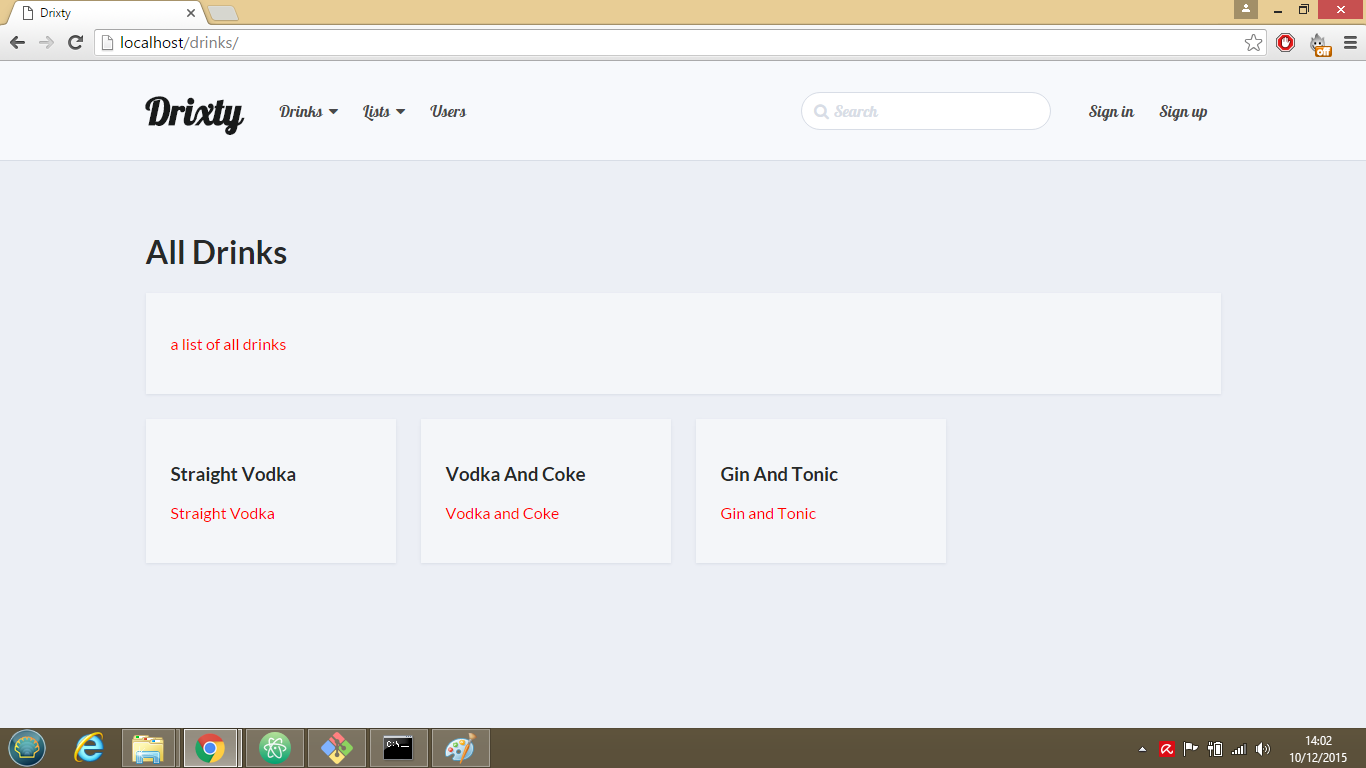 Drixty
localhost/drinks/
off
Drixty Drinks Lists Users Search Sign in Sign up
All Drinks
a list of all drinks
Straight Vodka
Straight Vodka
Vodka And Coke
Vodka and Coke
Gin And Tonic
Gin and Tonic
C:\_
14:02
10/12/2015